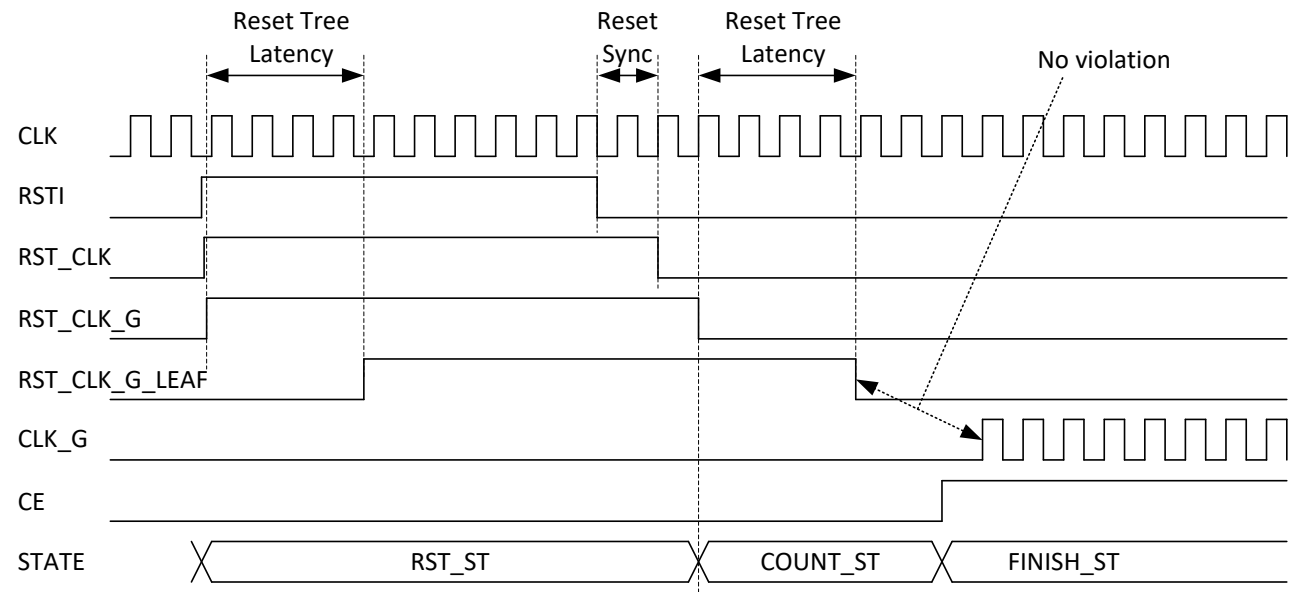 Reset Tree
Latency
Reset
Sync
Reset Tree
Latency
No violation
CLK
RSTI
RST_CLK
RST_CLK_G
RST_CLK_G_LEAF
CLK_G
CE
STATE
RST_ST
COUNT_ST
FINISH_ST